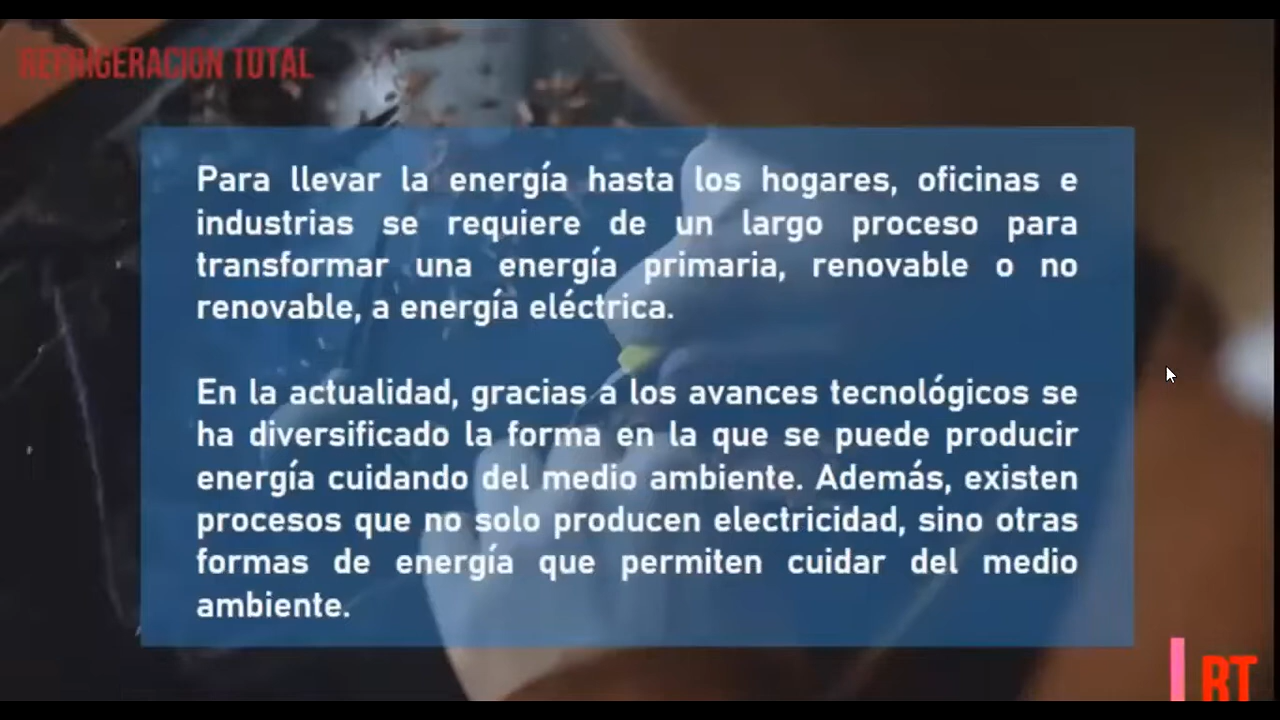 REFRIGERACION TOTAL
Para llevar la energía hasta los hogares, oficinas e
industrias se requiere de un largo proceso para
transformar una energía primaria, renovable o no
renovable, a energía eléctrica.
En la actualidad, gracias a los avances tecnológicos se
ha diversificado la forma en la que se puede producir
energía cuidando del medio ambiente. Además, existen
procesos que no solo producen electricidad, sino otras
formas de energía que permiten cuidar del medio
ambiente.
RT